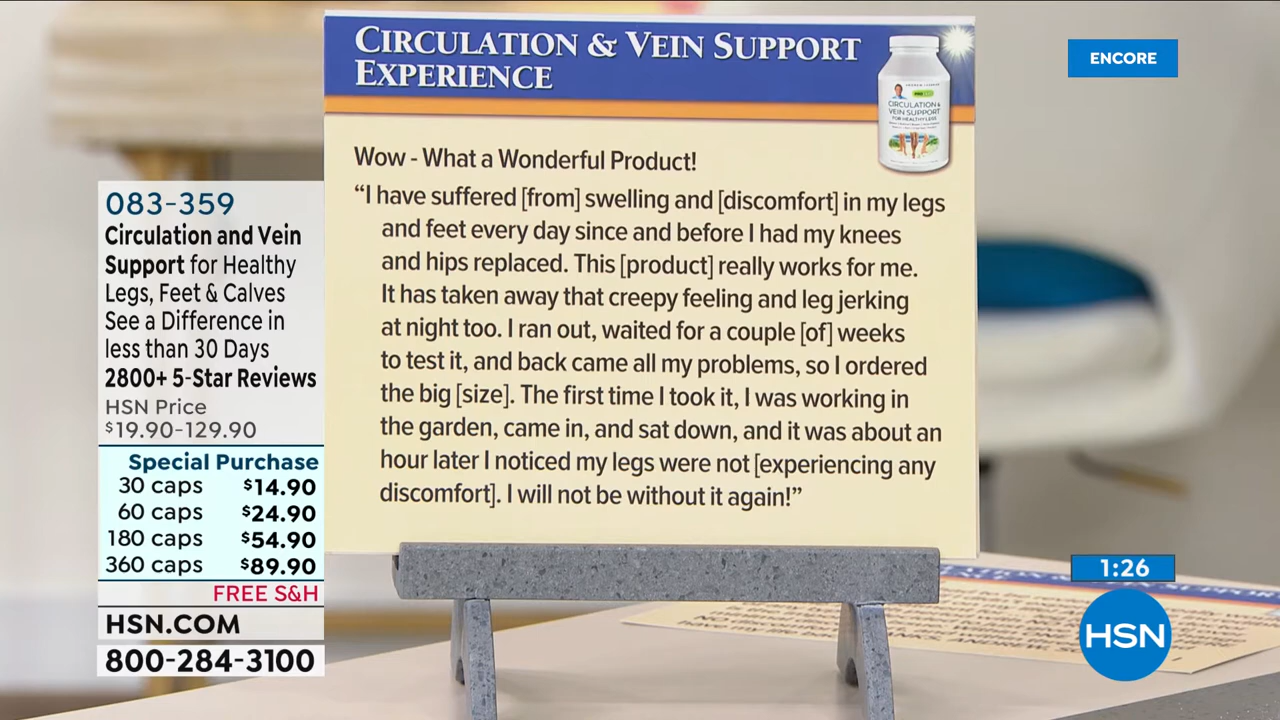 CIRCULATION & VEIN SUPPORT
EXPERIENCE
Wow - What a Wonderful Product!
“I have suffered [from] swelling and [discomfort] in my legs
and feet every day since and before I had my knees
and hips replaced. This [product] really works for me.
It has taken away that creepy feeling and leg jerking
at night too. I ran out, waited for a couple [of] weeks
to test it, and back came all my problems, so I ordered
the big [size]. The first time I took it, I was working in
the garden, came in, and sat down, and it was about an
hour later I noticed my legs were not [experiencing any
discomfort]. I will not be without it again!”
CIRCULATION &
VEIN SUPPORT
FOR HEALTHY LEGS
ENCORE
083-359
Circulation and Vein
Support for Healthy
Legs, Feet & Calves
See a Difference in
less than 30 Days
2800+ 5-Star Reviews
HSN Price
$19.90-129.90
Special Purchase
30 caps $14.90
60 caps $24.90
180 caps $54.90
360 caps $89.90
FREE S&H
HSN.COM
800-284-3100
1:26
HSN